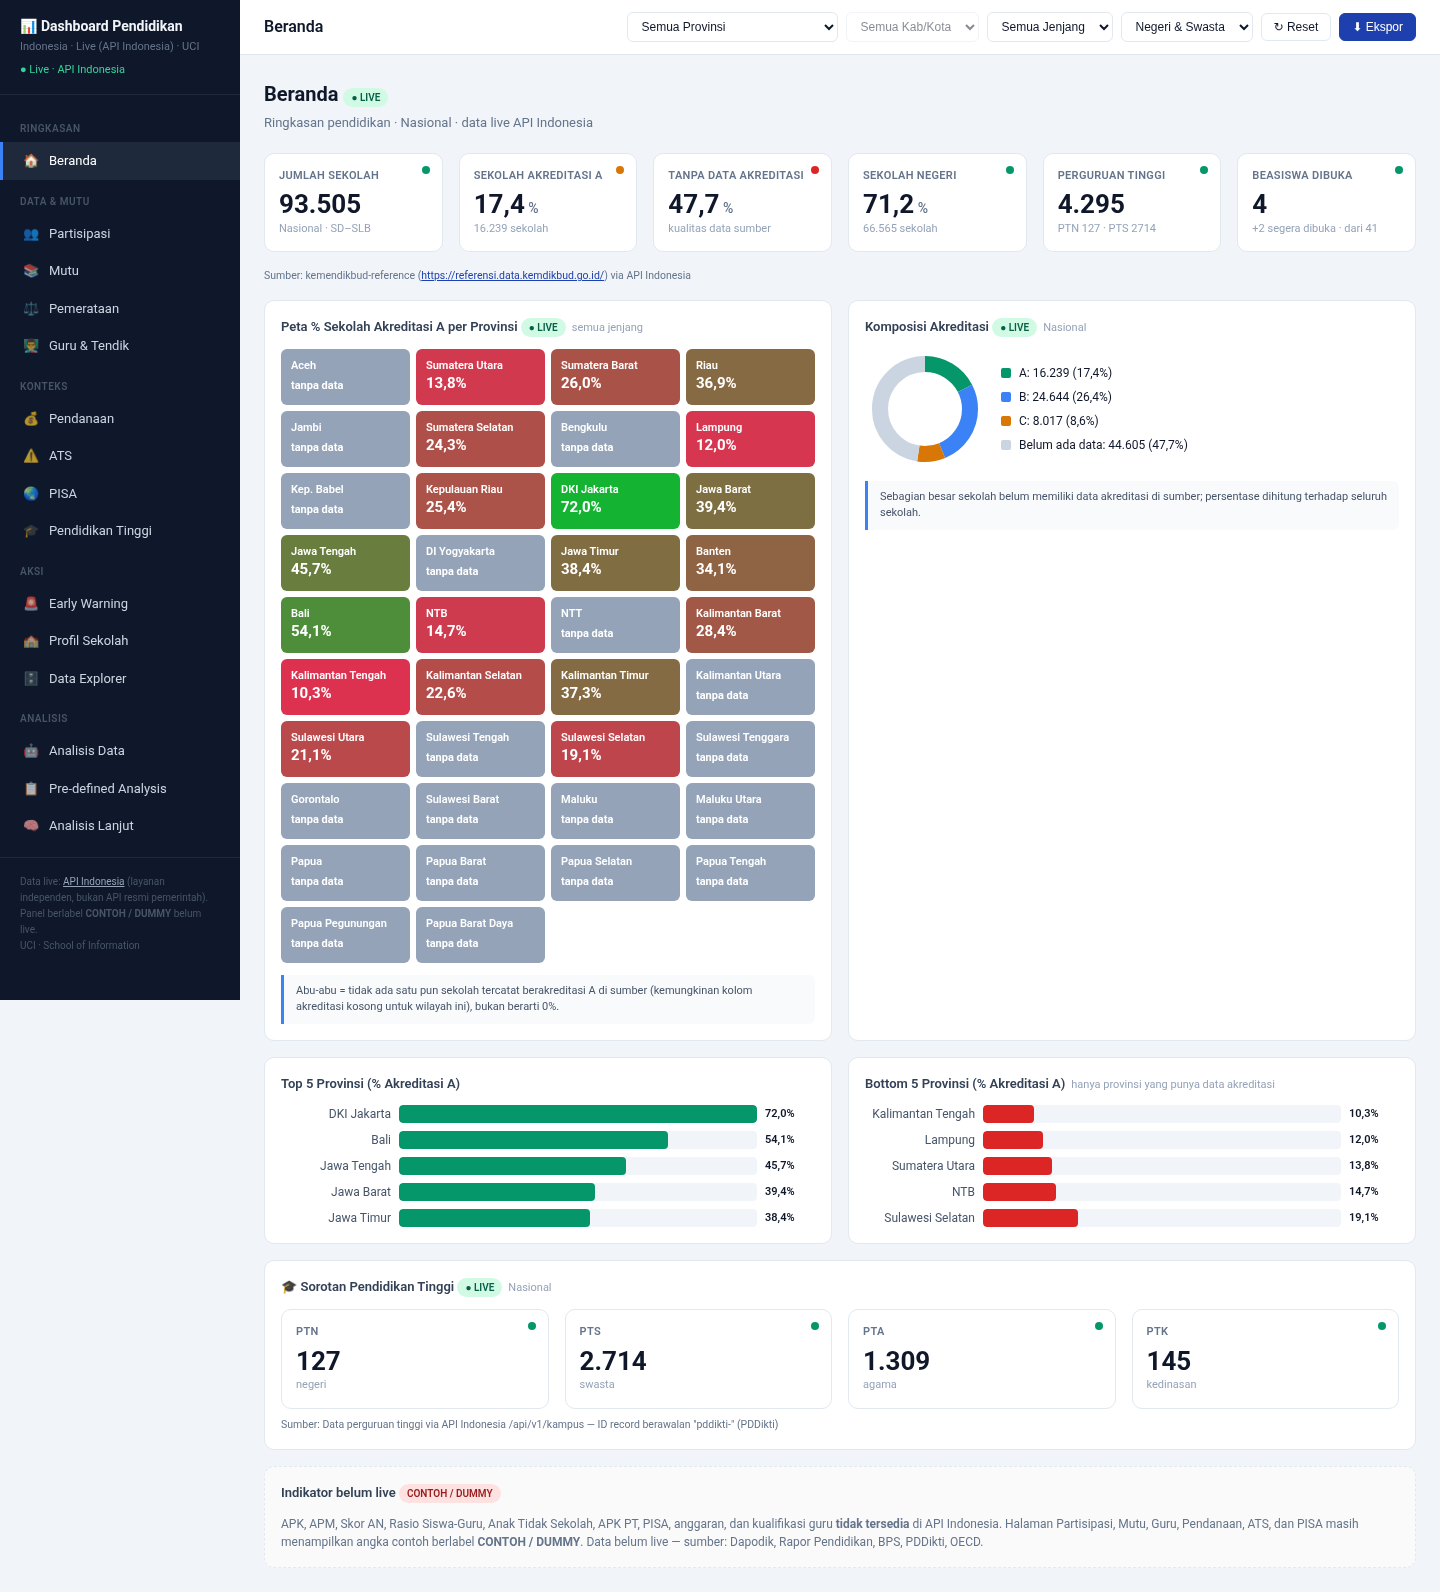 📊 Dashboard Pendidikan
Indonesia · Live (API Indonesia) · UCI
● Live · API Indonesia
RINGKASAN
🏠 Beranda
DATA & MUTU
👥 Partisipasi
📚 Mutu
⚖️ Pemerataan
👨‍🏫 Guru & Tendik
KONTEKS
💰 Pendanaan
⚠️ ATS
🌏 PISA
🎓 Pendidikan Tinggi
AKSI
🚨 Early Warning
🏫 Profil Sekolah
🗄️ Data Explorer
ANALISIS
🤖 Analisis Data
📋 Pre-defined Analysis
🧠 Analisis Lanjut
Data live: API Indonesia (layanan
independen, bukan API resmi pemerintah).
Panel berlabel CONTOH / DUMMY belum
live.
UCI · School of Information
Beranda
Semua Provinsi
Semua Kab/Kota
Semua Jenjang
Negeri & Swasta
↻ Reset
⬇ Ekspor
Beranda ● LIVE
Ringkasan pendidikan · Nasional · data live API Indonesia
JUMLAH SEKOLAH
93.505
Nasional · SD–SLB
SEKOLAH AKREDITASI A
17,4 %
16.239 sekolah
TANPA DATA AKREDITASI
47,7 %
kualitas data sumber
SEKOLAH NEGERI
71,2 %
66.565 sekolah
PERGURUAN TINGGI
4.295
PTN 127 · PTS 2714
BEASISWA DIBUKA
4
+2 segera dibuka · dari 41
Sumber: kemendikbud-reference (https://referensi.data.kemdikbud.go.id/) via API Indonesia
Peta % Sekolah Akreditasi A per Provinsi ● LIVE semua jenjang
Aceh
tanpa data
Sumatera Utara
13,8%
Sumatera Barat
26,0%
Riau
36,9%
Jambi
tanpa data
Sumatera Selatan
24,3%
Bengkulu
tanpa data
Lampung
12,0%
Kep. Babel
tanpa data
Kepulauan Riau
25,4%
DKI Jakarta
72,0%
Jawa Barat
39,4%
Jawa Tengah
45,7%
DI Yogyakarta
tanpa data
Jawa Timur
38,4%
Banten
34,1%
Bali
54,1%
NTB
14,7%
NTT
tanpa data
Kalimantan Barat
28,4%
Kalimantan Tengah
10,3%
Kalimantan Selatan
22,6%
Kalimantan Timur
37,3%
Kalimantan Utara
tanpa data
Sulawesi Utara
21,1%
Sulawesi Tengah
tanpa data
Sulawesi Selatan
19,1%
Sulawesi Tenggara
tanpa data
Gorontalo
tanpa data
Sulawesi Barat
tanpa data
Maluku
tanpa data
Maluku Utara
tanpa data
Papua
tanpa data
Papua Barat
tanpa data
Papua Selatan
tanpa data
Papua Tengah
tanpa data
Papua Pegunungan
tanpa data
Papua Barat Daya
tanpa data
Abu-abu = tidak ada satu pun sekolah tercatat berakreditasi A di sumber (kemungkinan kolom
akreditasi kosong untuk wilayah ini), bukan berarti 0%.
Komposisi Akreditasi ● LIVE Nasional
A: 16.239 (17,4%)
B: 24.644 (26,4%)
C: 8.017 (8,6%)
Belum ada data: 44.605 (47,7%)
Sebagian besar sekolah belum memiliki data akreditasi di sumber; persentase dihitung terhadap seluruh
sekolah.
Top 5 Provinsi (% Akreditasi A)
DKI Jakarta 72,0%
Bali 54,1%
Jawa Tengah 45,7%
Jawa Barat 39,4%
Jawa Timur 38,4%
Bottom 5 Provinsi (% Akreditasi A) hanya provinsi yang punya data akreditasi
Kalimantan Tengah 10,3%
Lampung 12,0%
Sumatera Utara 13,8%
NTB 14,7%
Sulawesi Selatan 19,1%
🎓 Sorotan Pendidikan Tinggi ● LIVE Nasional
PTN
127
negeri
PTS
2.714
swasta
PTA
1.309
agama
PTK
145
kedinasan
Sumber: Data perguruan tinggi via API Indonesia /api/v1/kampus — ID record berawalan "pddikti-" (PDDikti)
Indikator belum live CONTOH / DUMMY
APK, APM, Skor AN, Rasio Siswa-Guru, Anak Tidak Sekolah, APK PT, PISA, anggaran, dan kualifikasi guru tidak tersedia di API Indonesia. Halaman Partisipasi, Mutu, Guru, Pendanaan, ATS, dan PISA masih
menampilkan angka contoh berlabel CONTOH / DUMMY. Data belum live — sumber: Dapodik, Rapor Pendidikan, BPS, PDDikti, OECD.